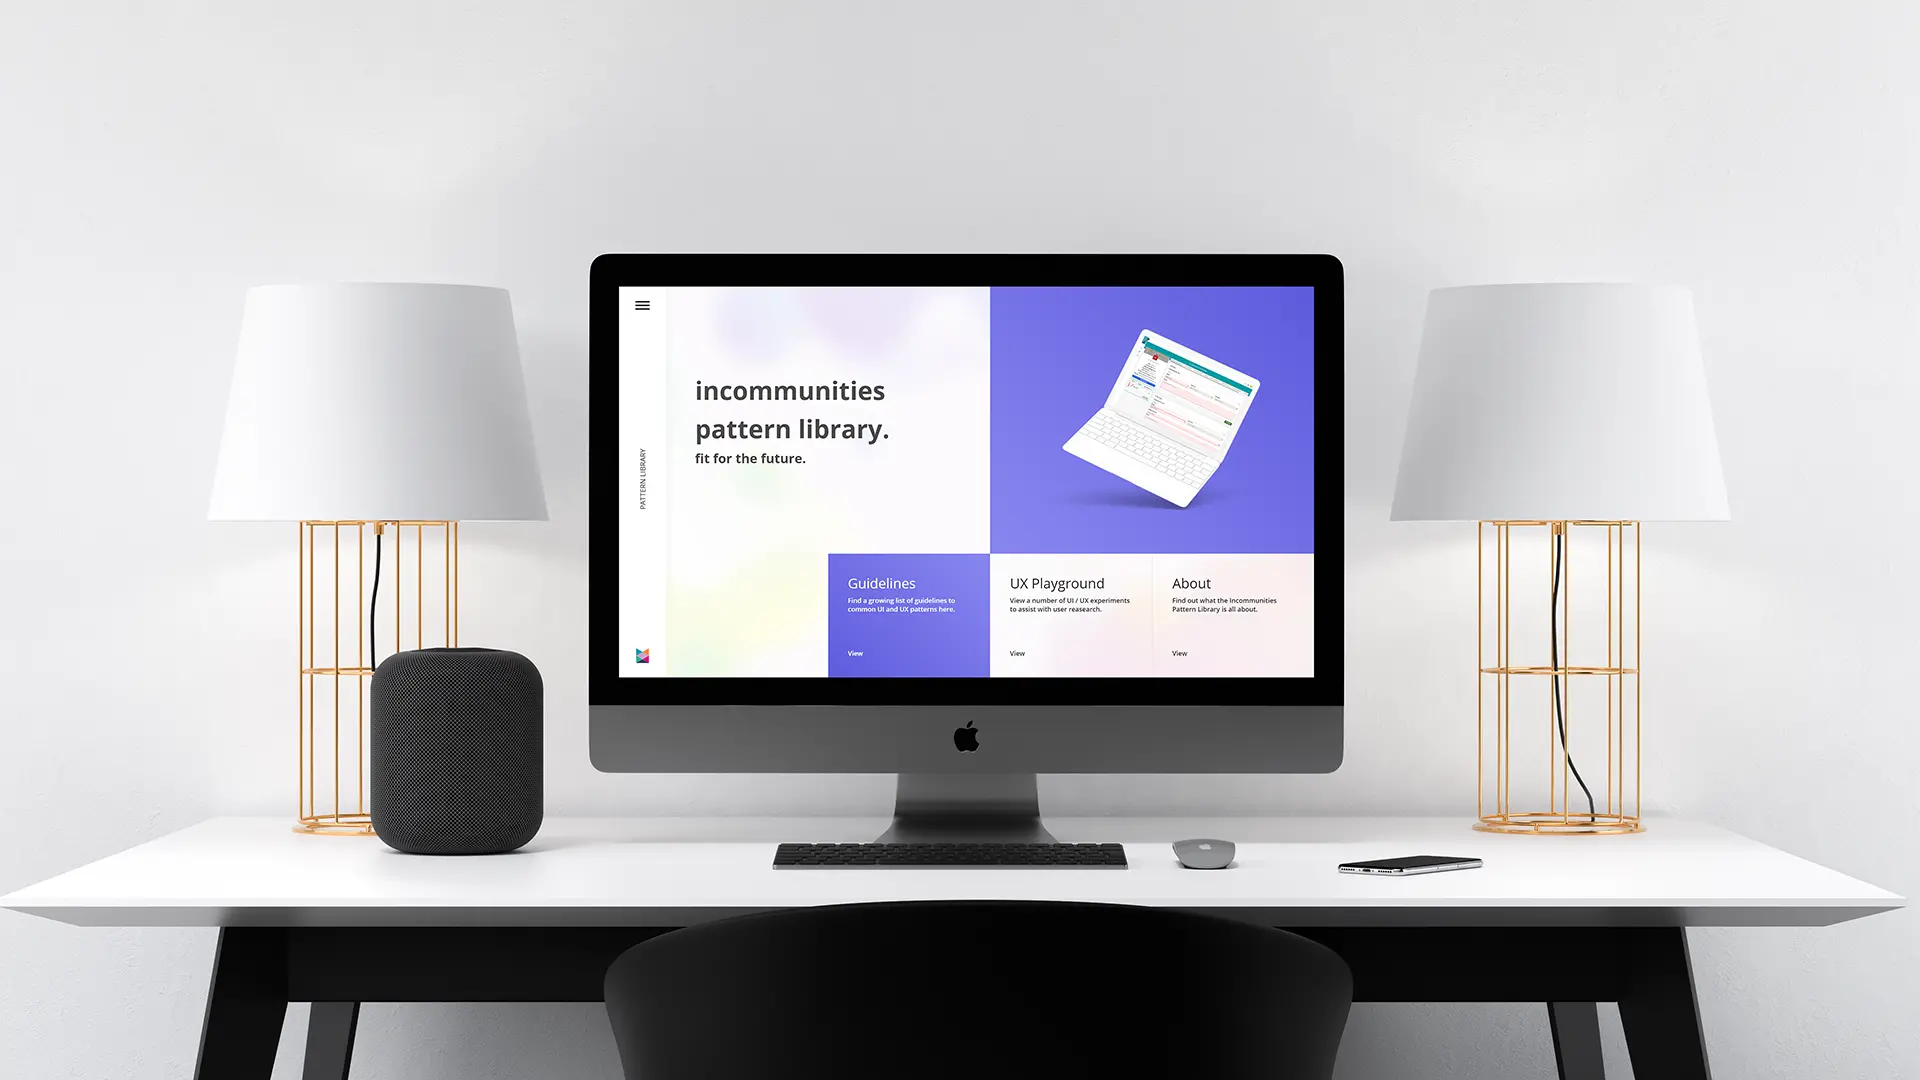 incommunities
pattern library.
fit for the future.
PATTERN LIBRARY
Guidelines
Find a growing list of guidelines to
common UI and UX patterns here.
View
UX Playground
View a number of UI / UX experiments
to assist with user reasearch.
View
About
Find out what the Incommunities
Pattern Library is all about.
View